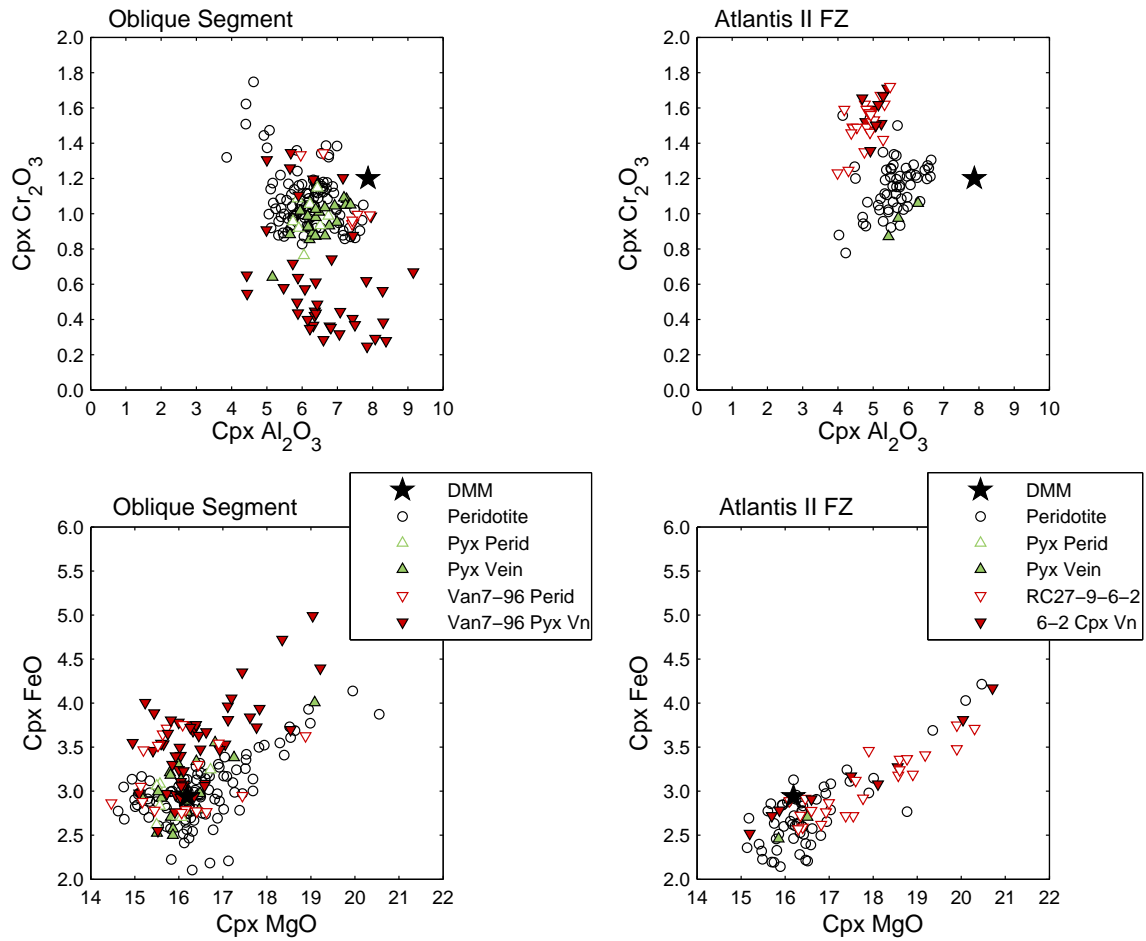 Oblique Segment
Cpx Cr2O3
2.0
1.8
1.6
1.4
1.2
1.0
0.8
0.6
0.4
0.2
0.0
0 1 2 3 4 5 6 7 8 9 10
Cpx Al2O3
Atlantis II FZ
Cpx Cr2O3
2.0
1.8
1.6
1.4
1.2
1.0
0.8
0.6
0.4
0.2
0.0
0 1 2 3 4 5 6 7 8 9 10
Cpx Al2O3
Oblique Segment
Cpx FeO
6.0
5.5
5.0
4.5
4.0
3.5
3.0
2.5
2.0
14 15 16 17 18 19 20 21 22
Cpx MgO
DMM
Peridotite
Pyx Perid
Pyx Vein
Van7−96 Perid
Van7−96 Pyx Vn
Atlantis II FZ
Cpx FeO
6.0
5.5
5.0
4.5
4.0
3.5
3.0
2.5
2.0
14 15 16 17 18 19 20 21 22
Cpx MgO
DMM
Peridotite
Pyx Perid
Pyx Vein
RC27−9−6−2
6−2 Cpx Vn